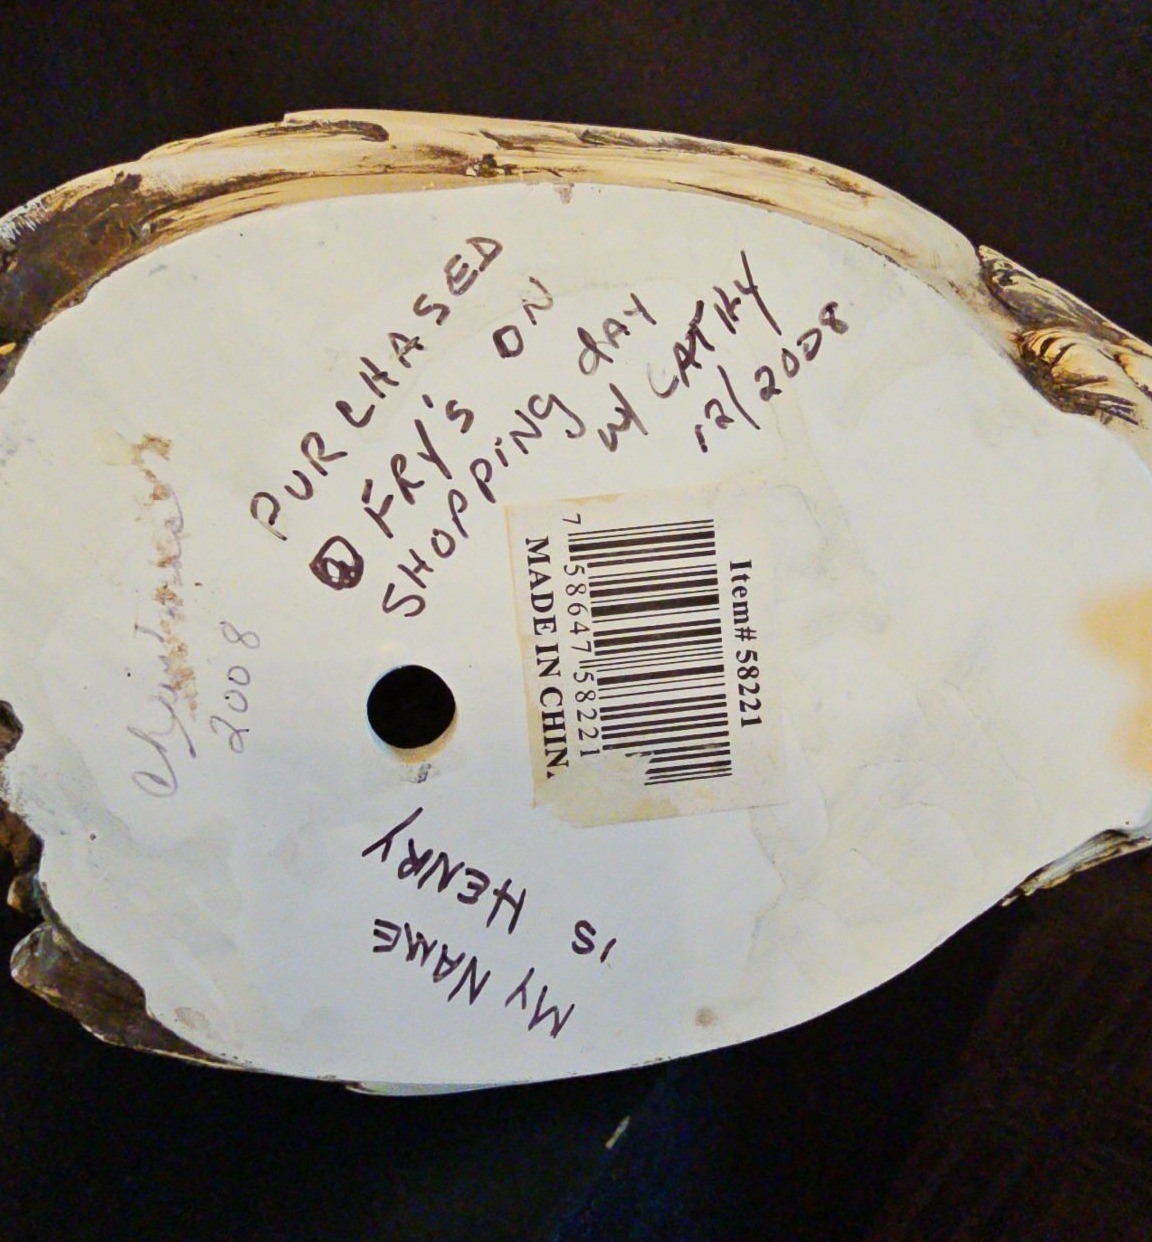 PURCHASED
@ FRY'S ON
SHOPPING dAY
w/ CATHY
12/2008
Christmas
2008
Item# 58221
7 58647 58221
MADE IN CHIN.
MY NAME
IS HENRY